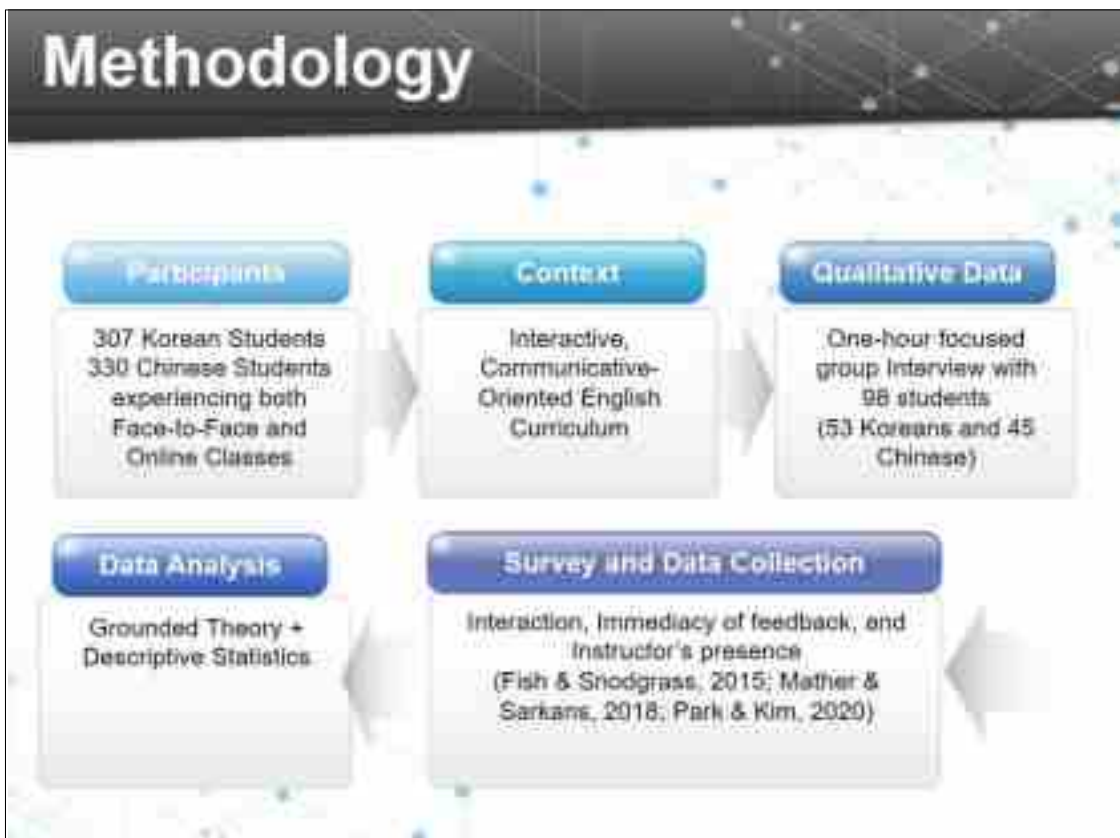 Methodology
Participants
307 Korean Students
330 Chinese Students
experiencing both
Face-to-Face and
Online Classes
Context
Interactive,
Communicative-
Oriented English
Curriculum
Qualitative Data
One-hour focused
group Interview with
98 students
(53 Koreans and 45
Chinese)
Survey and Data Collection
Interaction, Immediacy of feedback, and
Instructor's presence
(Fish & Snodgrass, 2015; Mather &
Sarkans, 2018; Park & Kim, 2020)
Data Analysis
Grounded Theory +
Descriptive Statistics